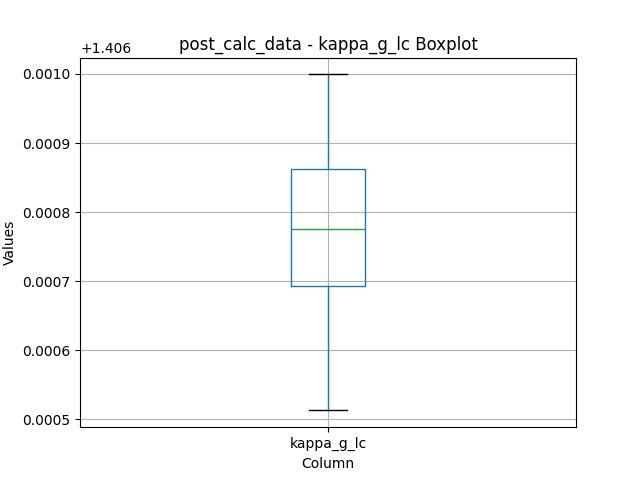 post_calc_data - kappa_g_lc Boxplot
+1.406
0.0010
0.0009
0.0008
0.0007
0.0006
0.0005
Values
kappa_g_lc
Column